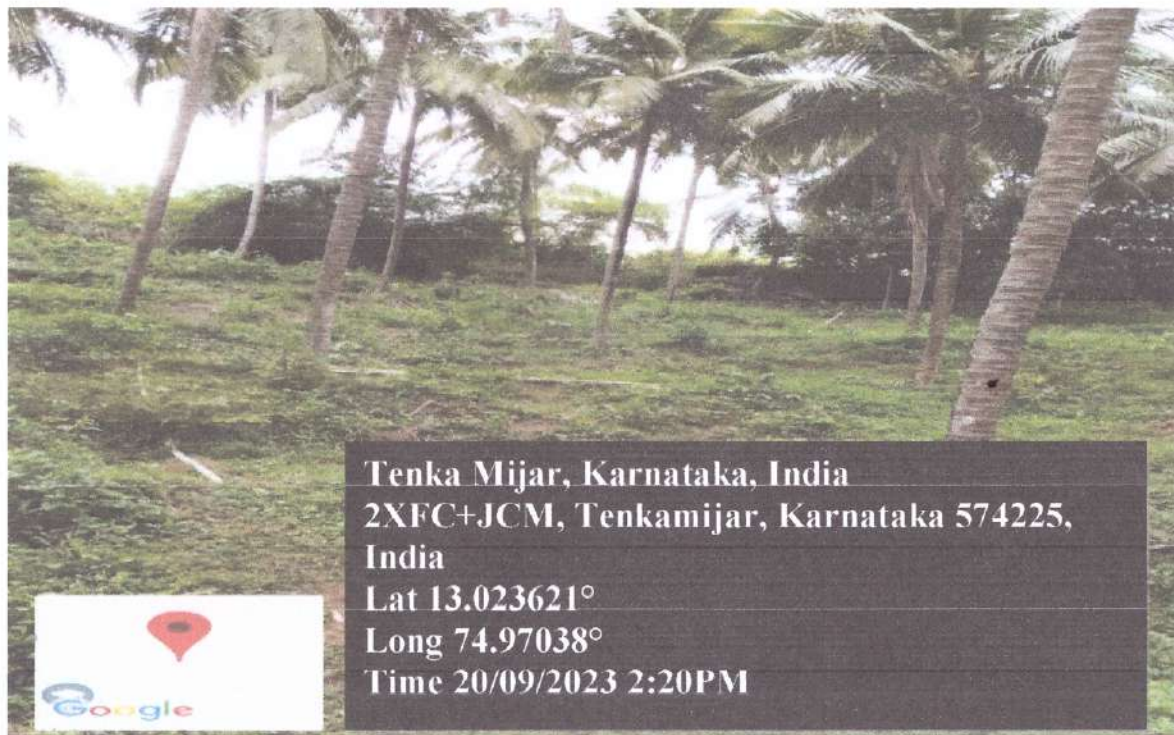 Tenka Mijar, Karnataka, India
2XFC+JCM, Tenkamijar, Karnataka 574225,
India
Lat 13.023621°
Long 74.97038°
Time 20/09/2023 2:20PM
Google